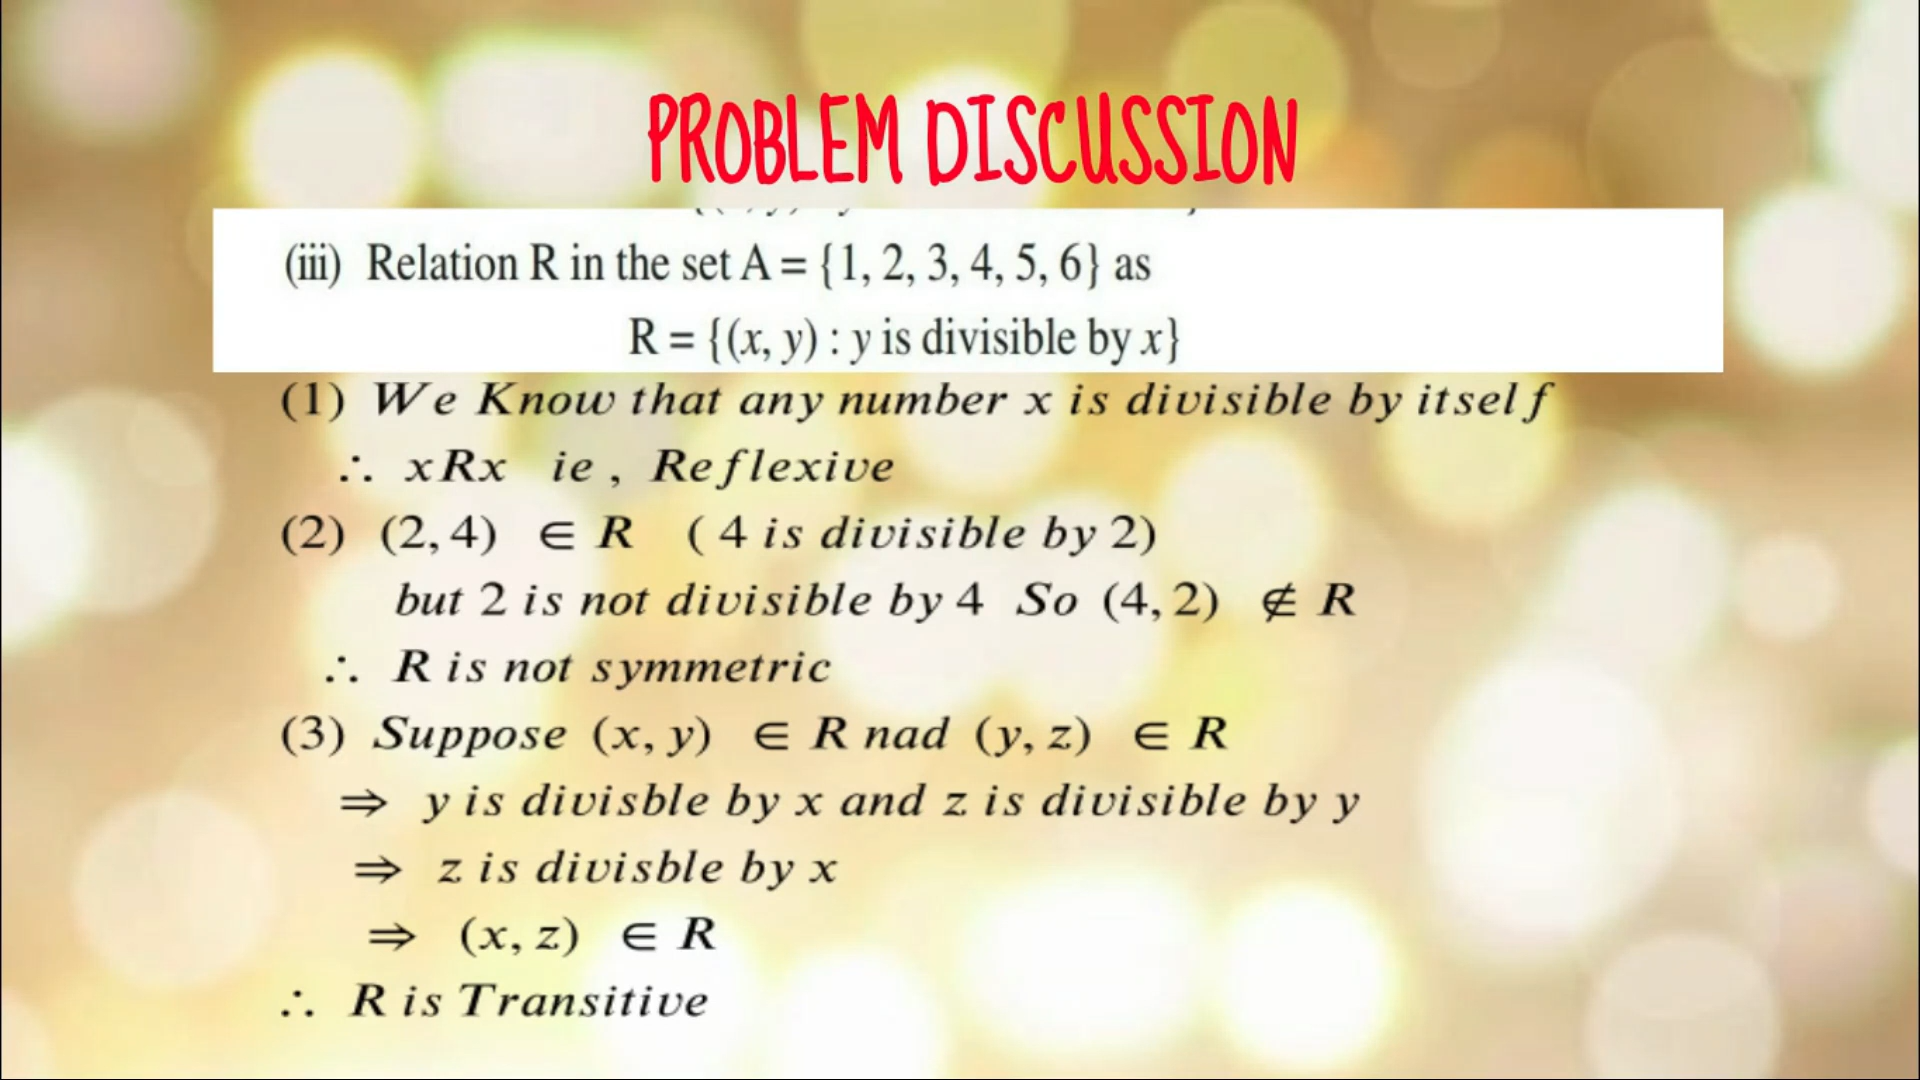 PROBLEM DISCUSSION
(iii) Relation R in the set A = {1, 2, 3, 4, 5, 6} as
R = {(x, y) : y is divisible by x}
(1) We Know that any number x is divisible by itself
∴ xRx ie , Reflexive
(2) (2,4) ∈ R ( 4 is divisible by 2)
but 2 is not divisible by 4 So (4,2) ∉ R
∴ R is not symmetric
(3) Suppose (x, y) ∈ R nad (y, z) ∈ R
⇒ y is divisble by x and z is divisible by y
⇒ z is divisble by x
⇒ (x, z) ∈ R
∴ R is Transitive